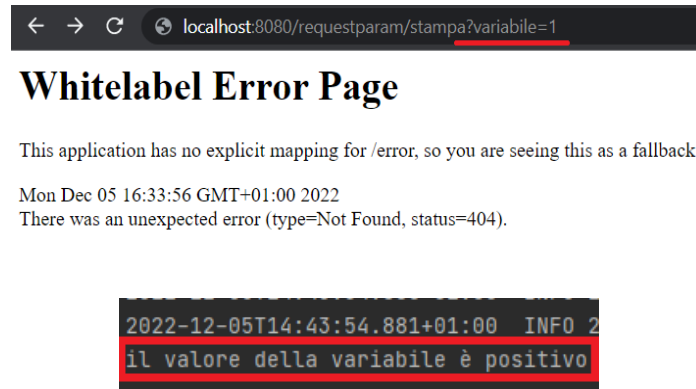 localhost:8080/requestparam/stampa?variabile=1
Whitelabel Error Page
This application has no explicit mapping for /error, so you are seeing this as a fallback
Mon Dec 05 16:33:56 GMT+01:00 2022
There was an unexpected error (type=Not Found, status=404).
2022-12-05T14:43:54.881+01:00 INFO 2
il valore della variabile è positivo